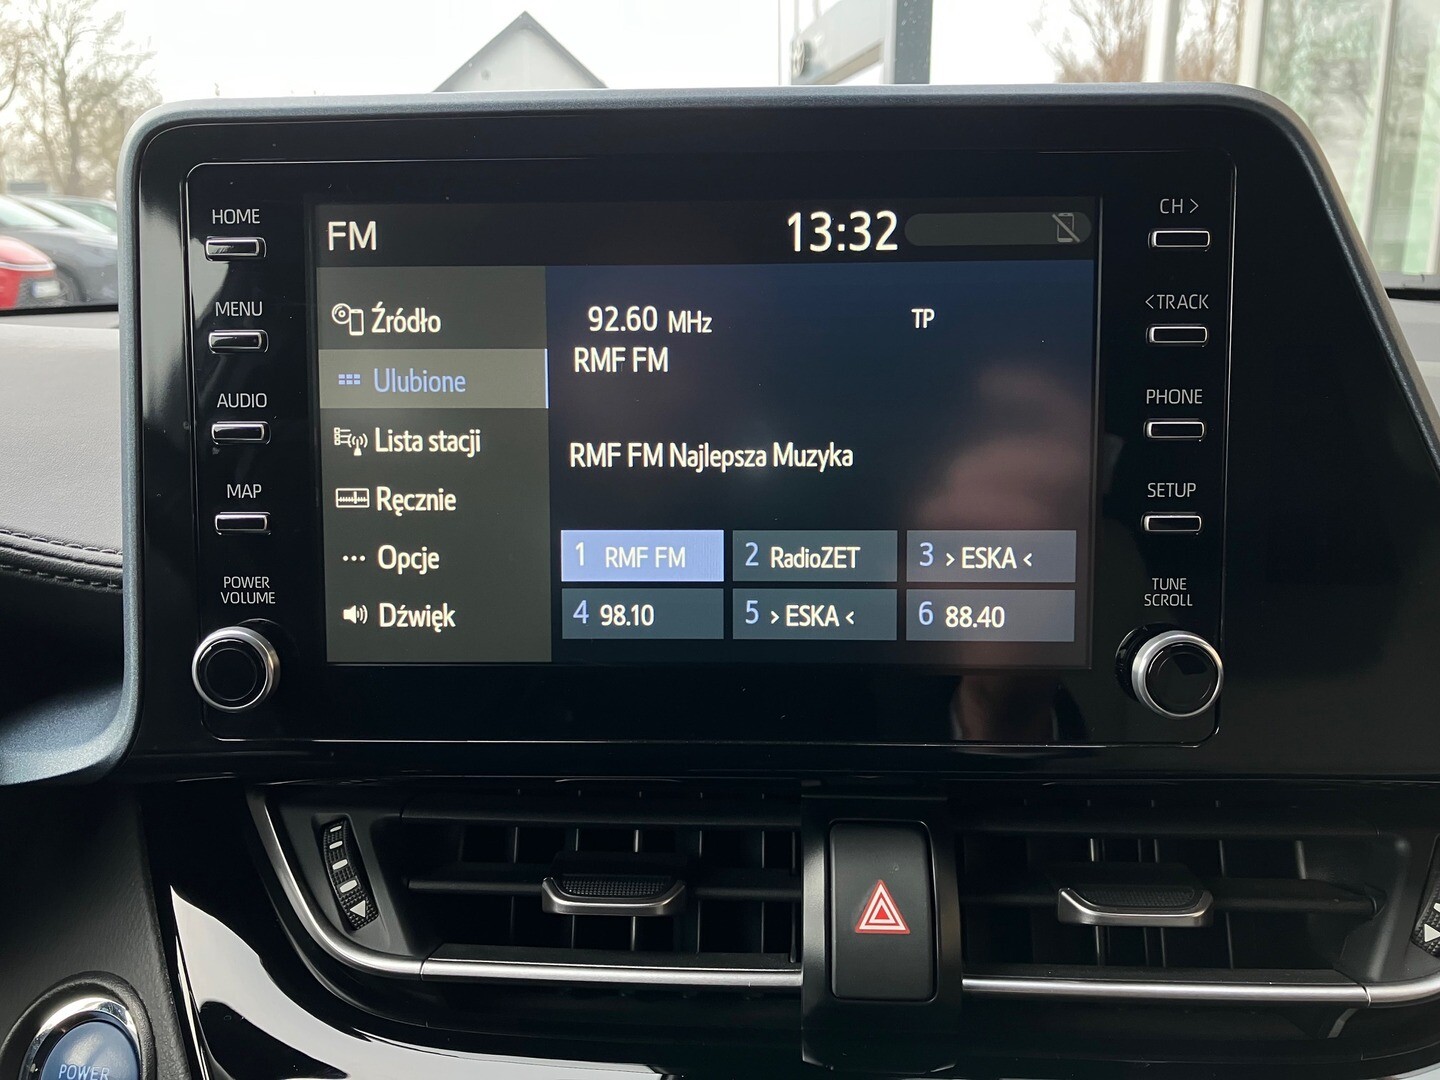 HOME
MENU
AUDIO
MAP
POWER
VOLUME
FM
13:32
Źródło
Ulubione
Lista stacji
Ręcznie
Opcje
Dźwięk
92.60 MHz
TP
RMF FM
RMF FM Najlepsza Muzyka
1 RMF FM
2 RadioZET
3 > ESKA <
4 98.10
5 > ESKA <
6 88.40
CH >
< TRACK
PHONE
SETUP
TUNE
SCROLL
POWER